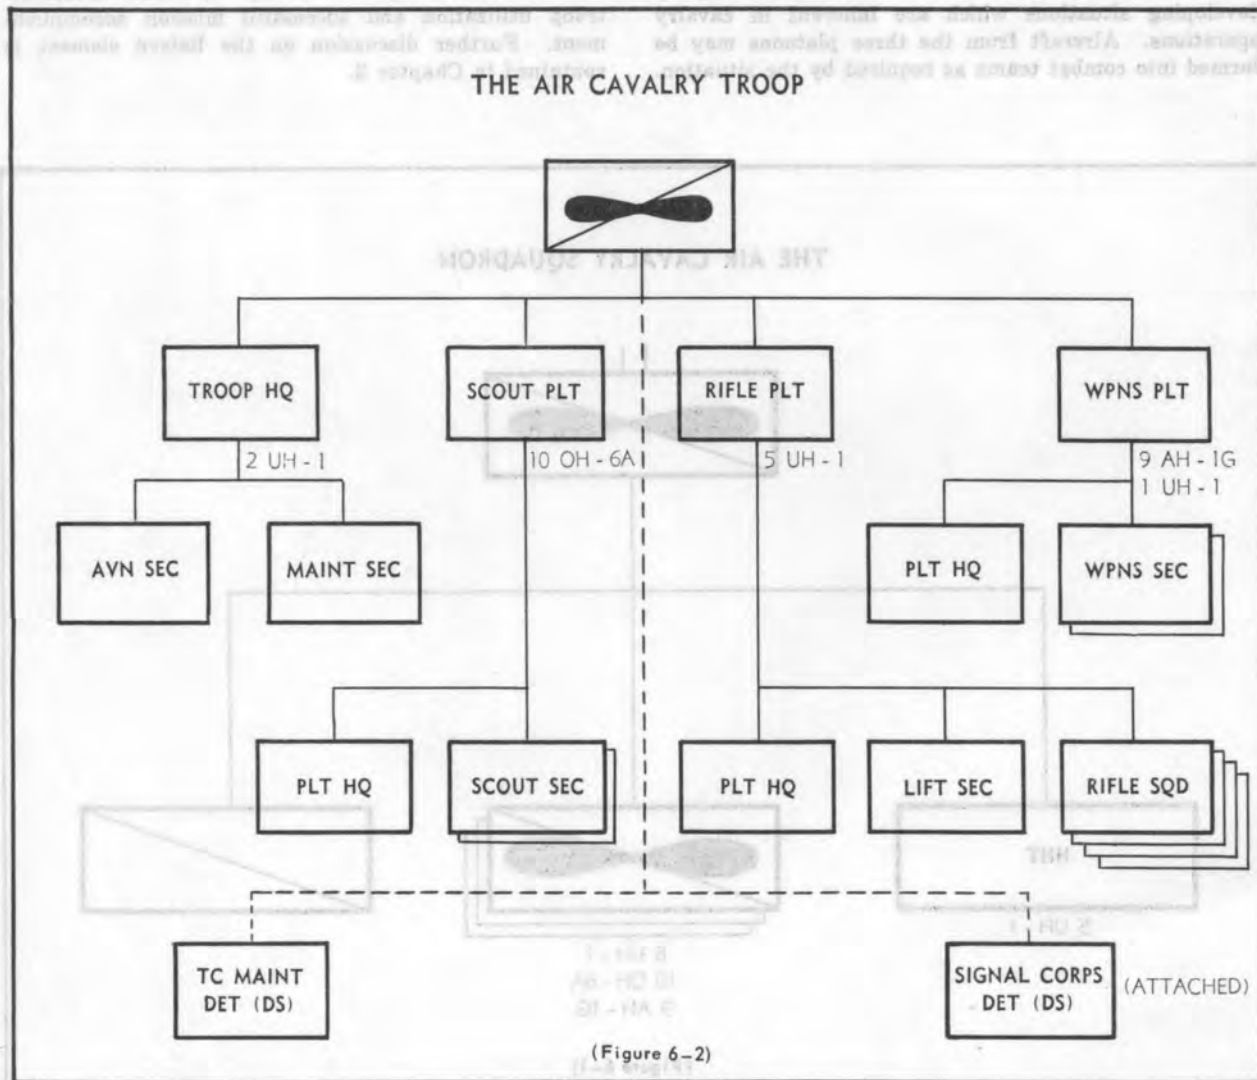 THE AIR CAVALRY TROOP
TROOP HQ
SCOUT PLT
RIFLE PLT
WPNS PLT
2 UH - 1
10 OH - 6A
5 UH - 1
9 AH - 1G
1 UH - 1
AVN SEC
MAINT SEC
PLT HQ
WPNS SEC
PLT HQ
SCOUT SEC
PLT HQ
LIFT SEC
RIFLE SQD
TC MAINT
DET (DS)
SIGNAL CORPS
DET (DS)
(ATTACHED)
(Figure 6-2)